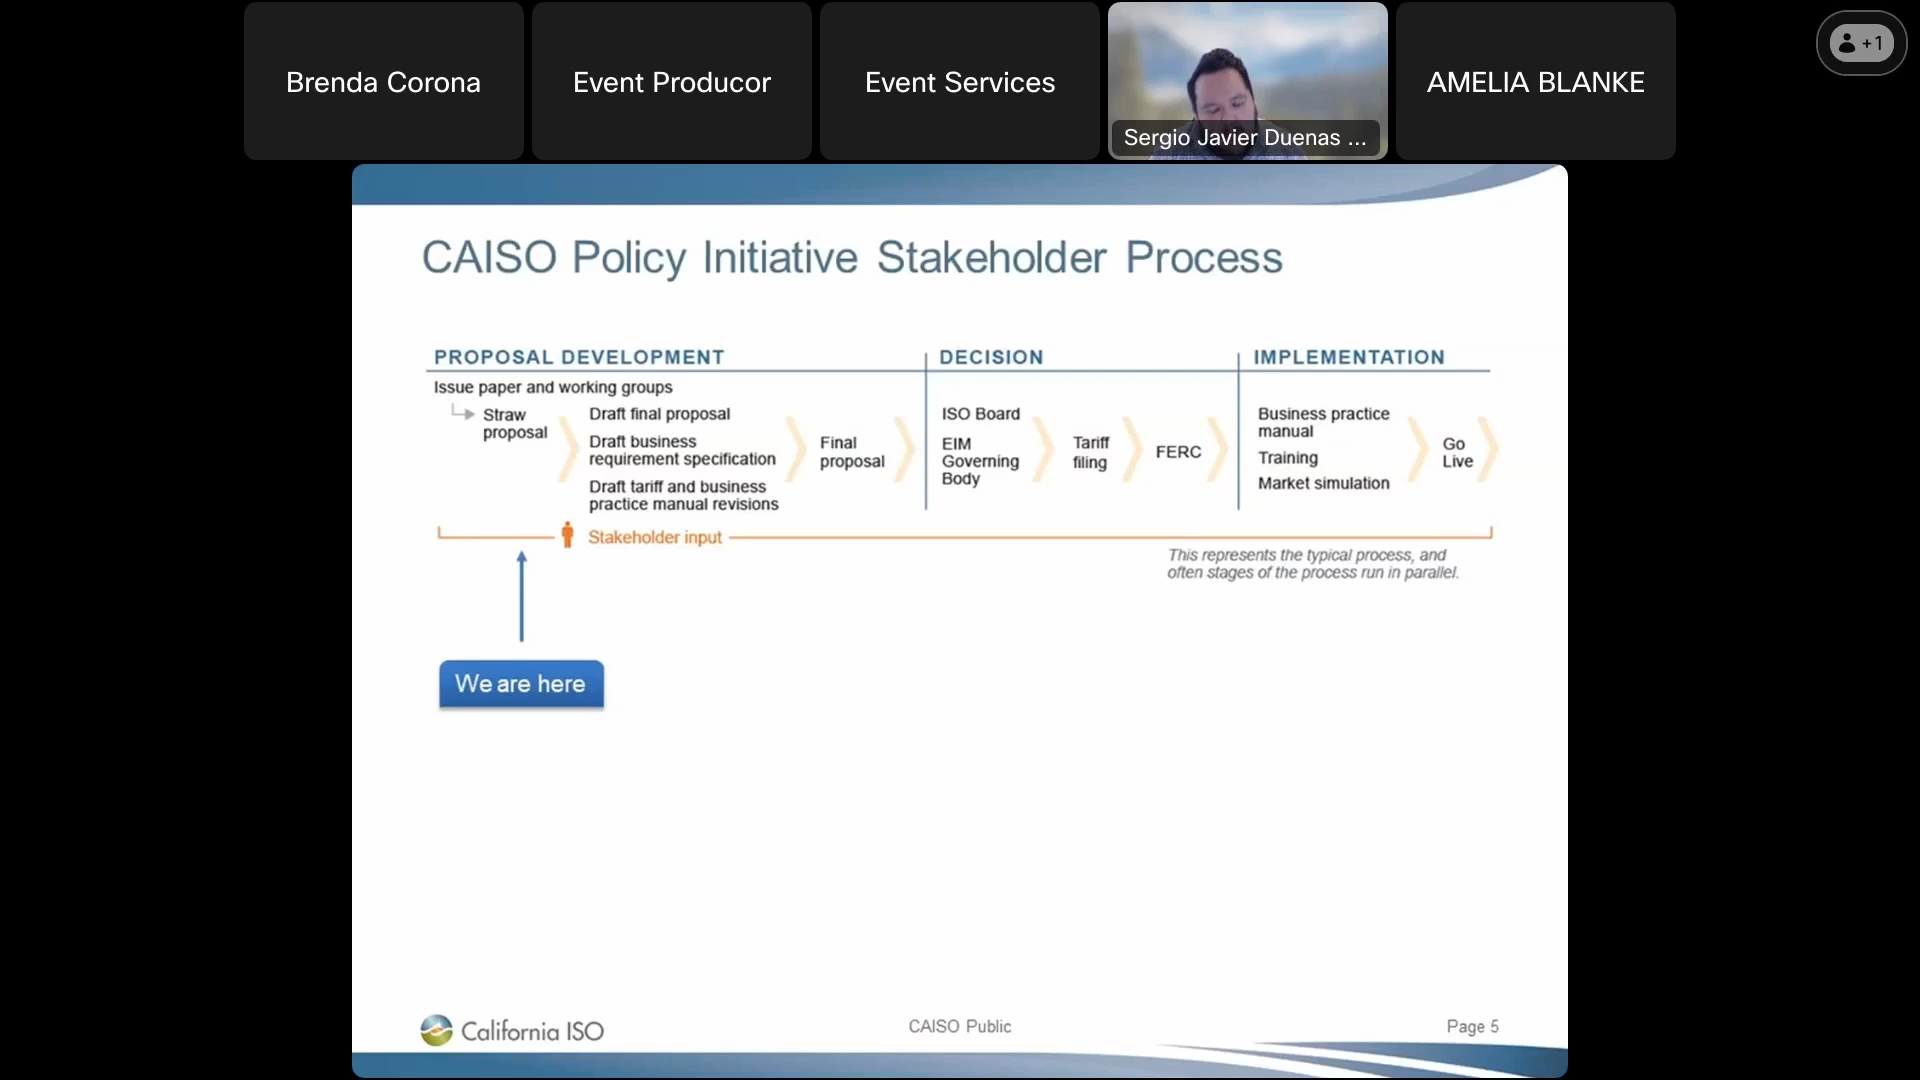 Brenda Corona
Event Producor
Event Services
Sergio Javier Duenas ...
AMELIA BLANKE
+1
CAISO Policy Initiative Stakeholder Process
PROPOSAL DEVELOPMENT
Issue paper and working groups
Straw
proposal
Draft final proposal
Draft business
requirement specification
Draft tariff and business
practice manual revisions
Final
proposal
DECISION
ISO Board
EIM
Governing
Body
Tariff
filing
FERC
IMPLEMENTATION
Business practice
manual
Training
Market simulation
Go
Live
Stakeholder input
This represents the typical process, and
often stages of the process run in parallel.
We are here
California ISO
CAISO Public
Page 5